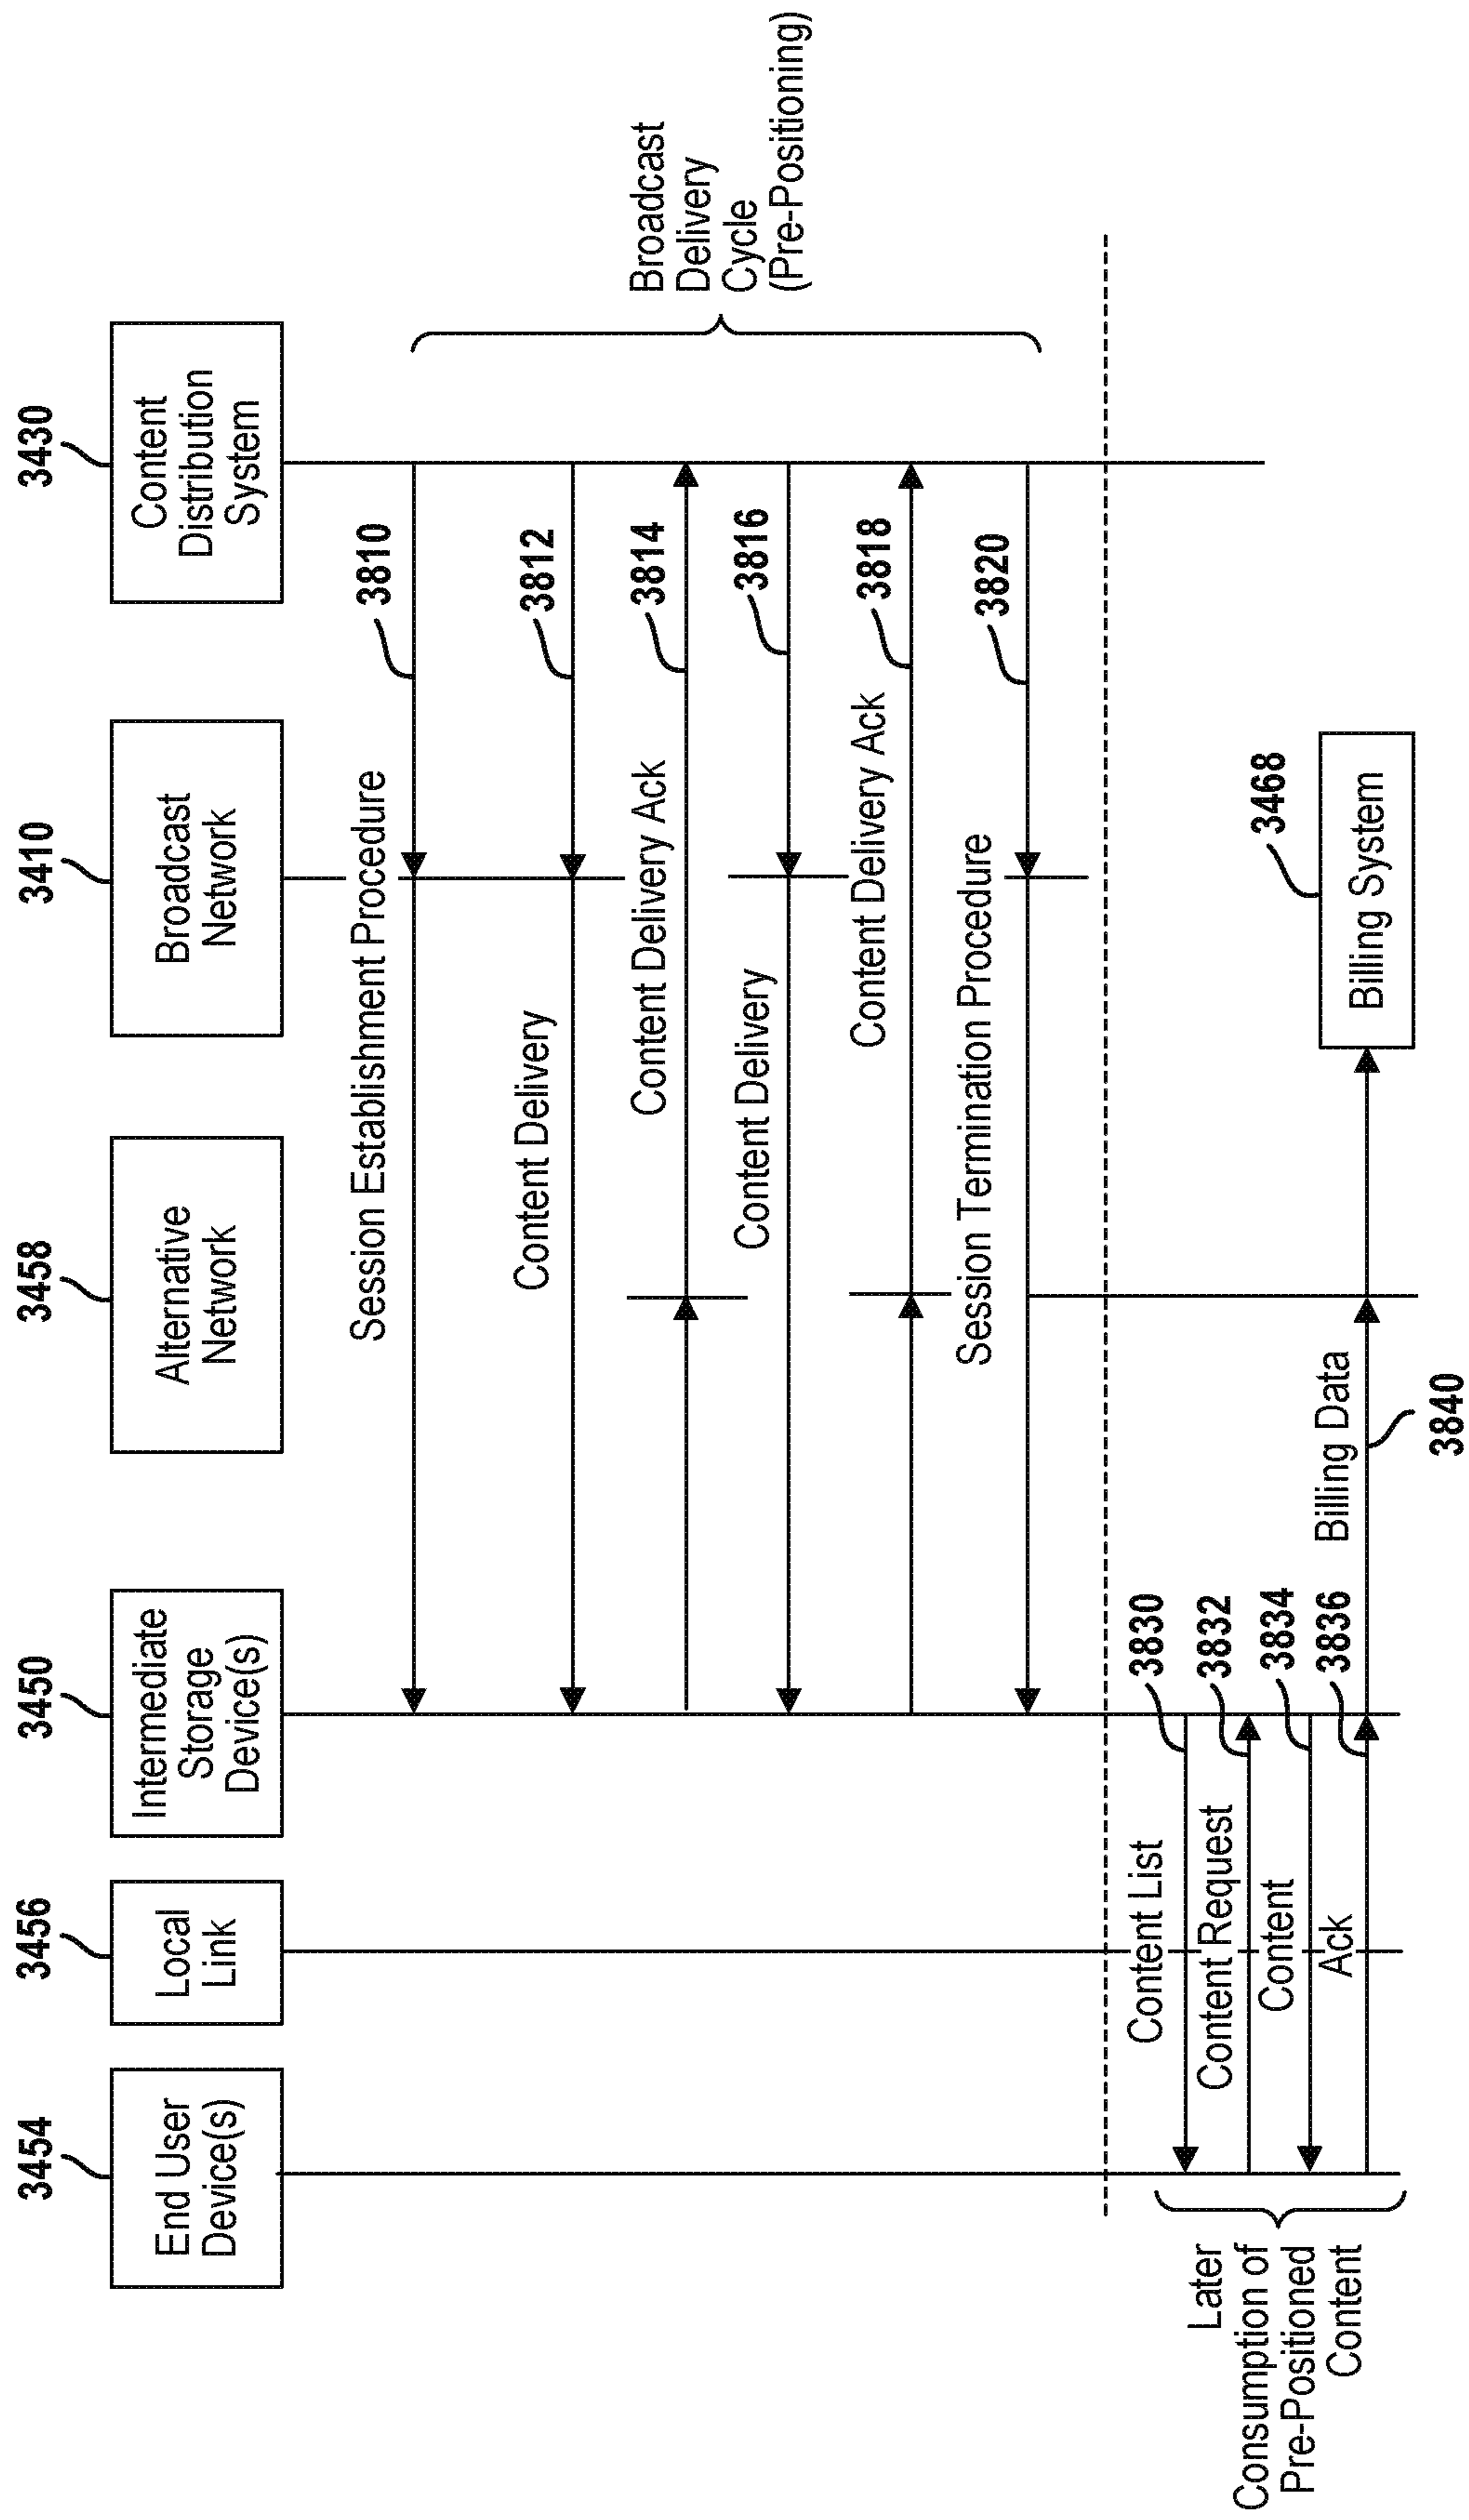 3454
3456
3450
3458
3410
3430
End User
Device(s)
Local
Link
Intermediate
Storage
Device(s)
Alternative
Network
Broadcast
Network
Content
Distribution
System
Session Establishment Procedure
3810
Content Delivery
3812
Content Delivery Ack
3814
Content Delivery
3816
Content Delivery Ack
3818
Session Termination Procedure
3820
Broadcast
Delivery
Cycle
(Pre-Positioning)
Later
Consumption of
Pre-Positioned
Content
Content List
3830
Content Request
3832
Content
3834
Ack
3836
Billing Data
3840
3468
Billing System